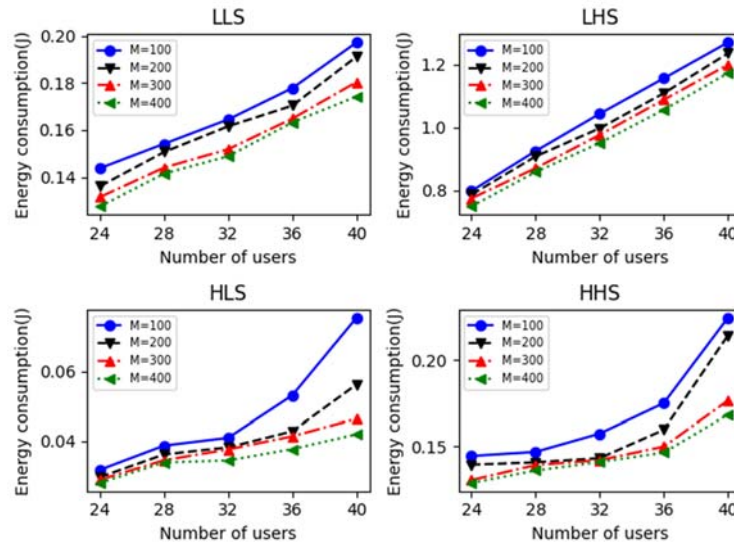 LLS
Energy consumption(J)
0.20
0.18
0.16
0.14
M=100
M=200
M=300
M=400
24 28 32 36 40
Number of users
LHS
Energy consumption(J)
1.2
1.0
0.8
M=100
M=200
M=300
M=400
24 28 32 36 40
Number of users
HLS
Energy consumption(J)
0.06
0.04
M=100
M=200
M=300
M=400
24 28 32 36 40
Number of users
HHS
Energy consumption(J)
0.20
0.15
M=100
M=200
M=300
M=400
24 28 32 36 40
Number of users